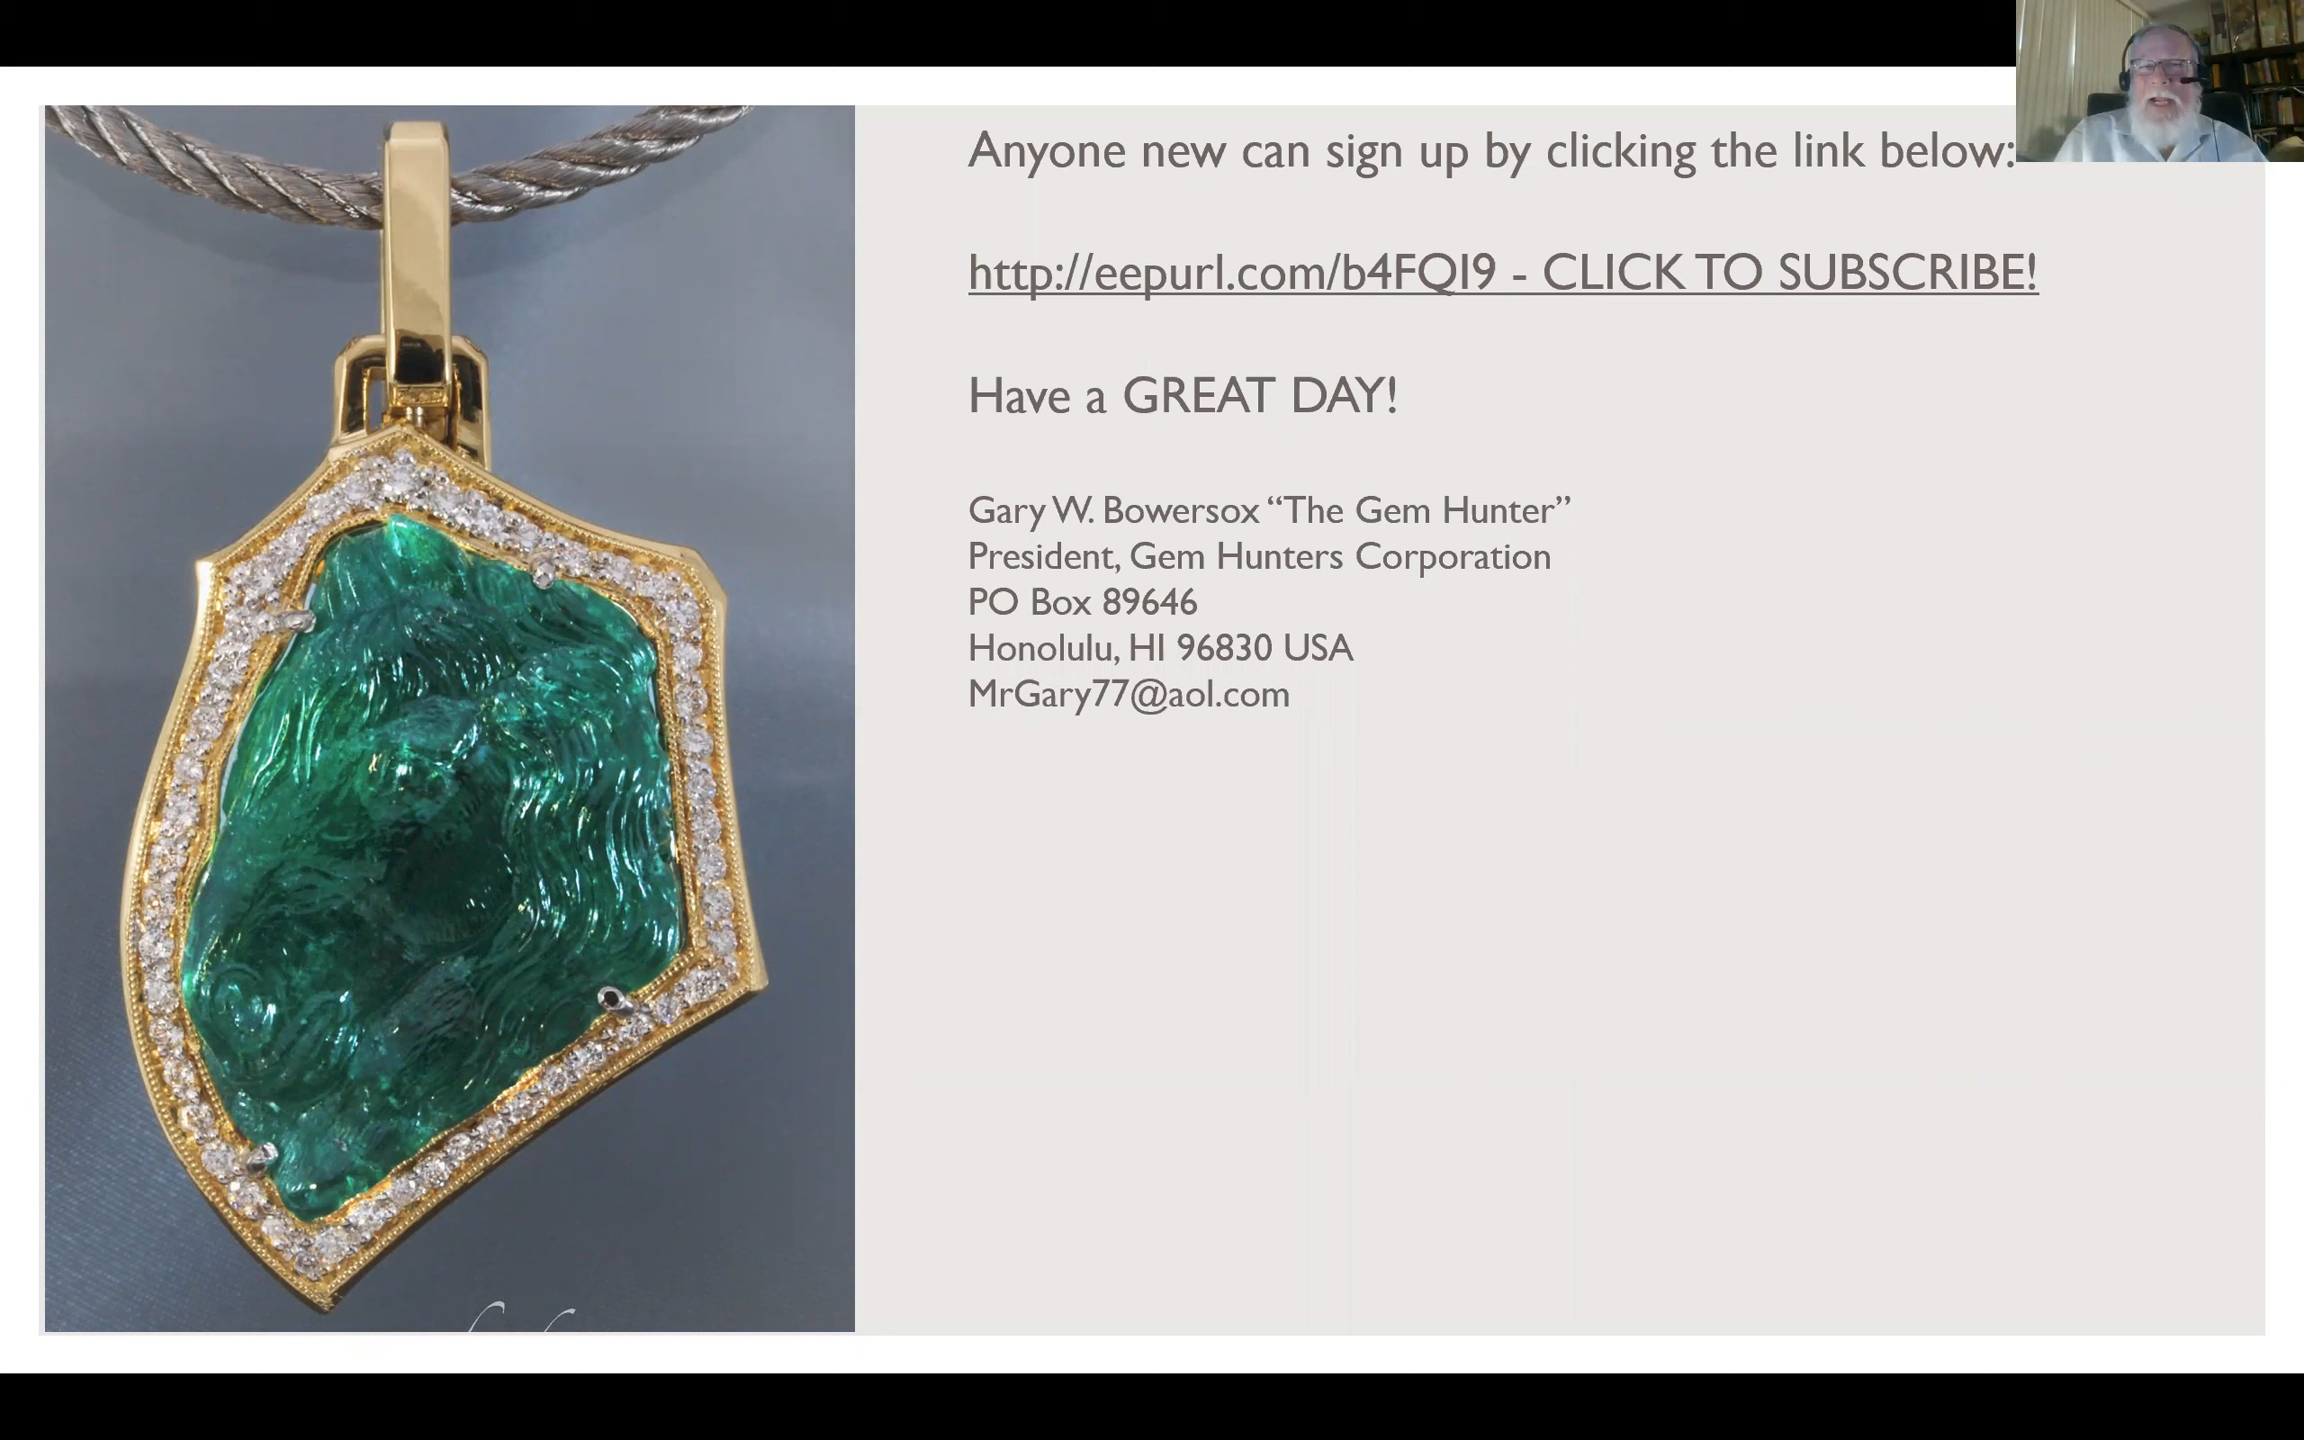 Anyone new can sign up by clicking the link below:
http://eepurl.com/b4FQI9 - CLICK TO SUBSCRIBE!
Have a GREAT DAY!
Gary W. Bowersox “The Gem Hunter”
President, Gem Hunters Corporation
PO Box 89646
Honolulu, HI 96830 USA
MrGary77@aol.com